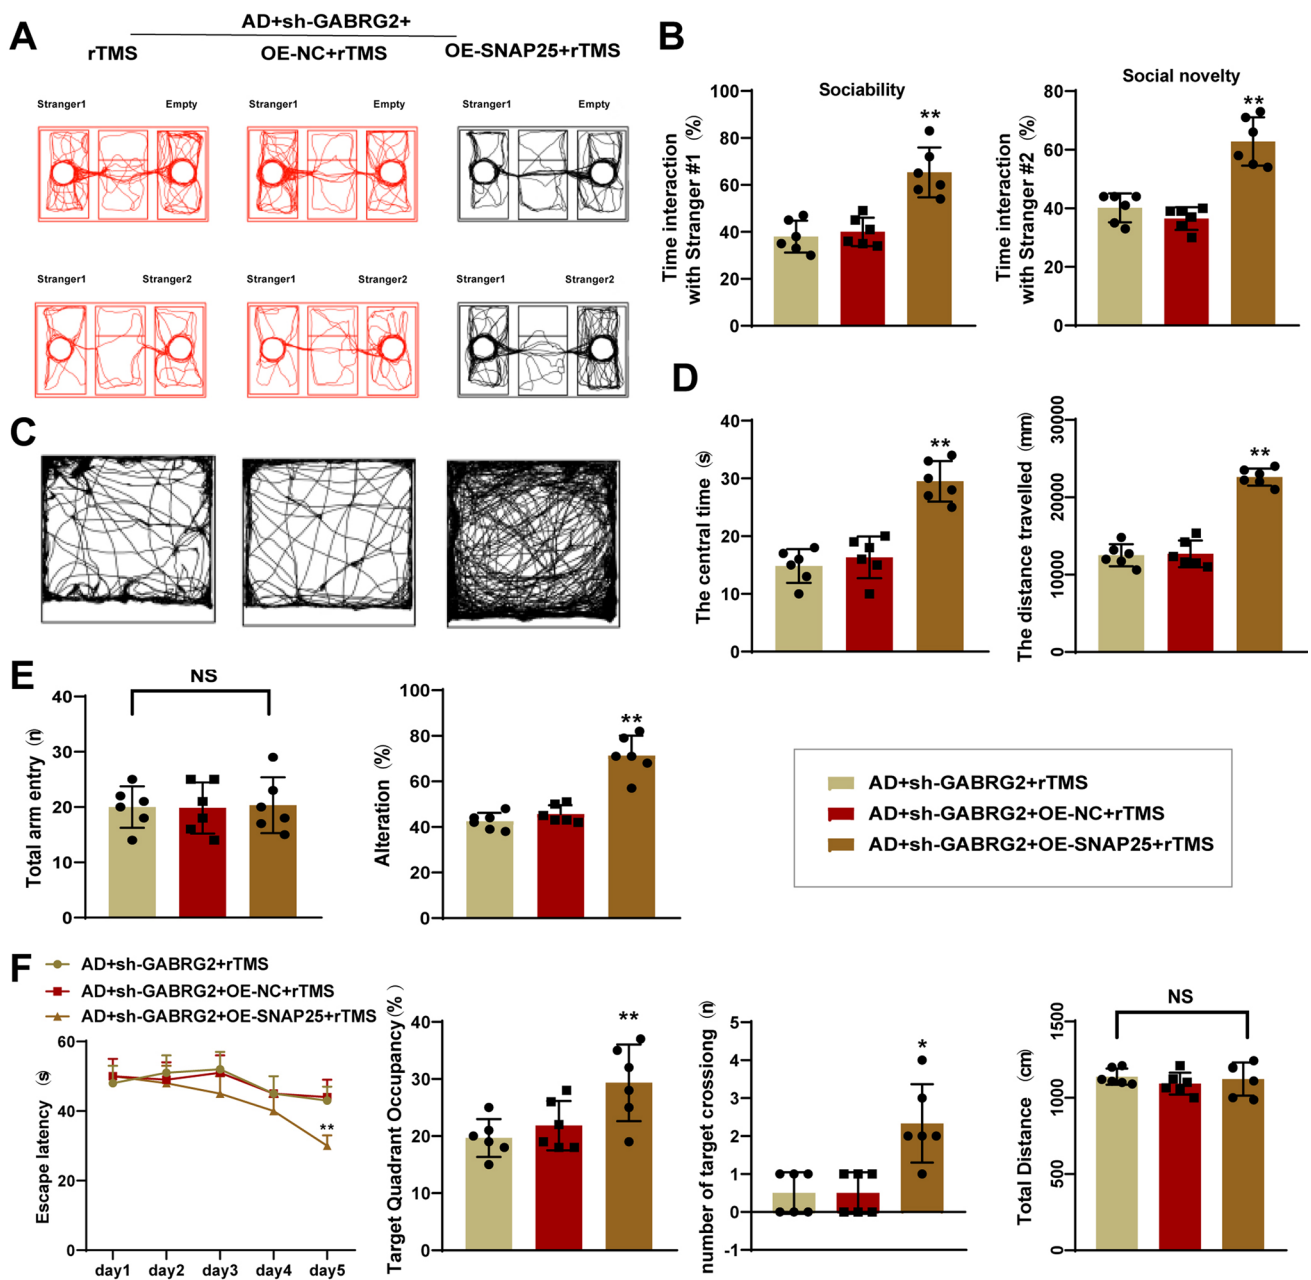 A
AD+sh-GABRG2+
rTMS
OE-NC+rTMS
OE-SNAP25+rTMS
Stranger1
Empty
Stranger1
Empty
Stranger1
Empty
Stranger1
Stranger2
Stranger1
Stranger2
Stranger1
Stranger2
B
Sociability
Time interaction
with Stranger #1 (%)
100
80
60
40
20
0
**
Social novelty
Time interaction
with Stranger #2 (%)
80
60
40
20
0
**
C
D
The central time (s)
40
30
20
10
0
**
The distance travelled (mm)
30000
20000
10000
0
**
E
NS
Total arm entry (n)
40
30
20
10
0
Alteration (%)
100
80
60
40
20
0
**
AD+sh-GABRG2+rTMS
AD+sh-GABRG2+OE-NC+rTMS
AD+sh-GABRG2+OE-SNAP25+rTMS
F
AD+sh-GABRG2+rTMS
AD+sh-GABRG2+OE-NC+rTMS
AD+sh-GABRG2+OE-SNAP25+rTMS
Escape latency (s)
60
40
20
0
**
day1
day2
day3
day4
day5
Target Quadrant Occupancy(%)
40
30
20
10
0
**
number of target crossiong (n)
5
4
3
2
1
0
-1
*
NS
Total Distance (cm)
1500
1000
500
0